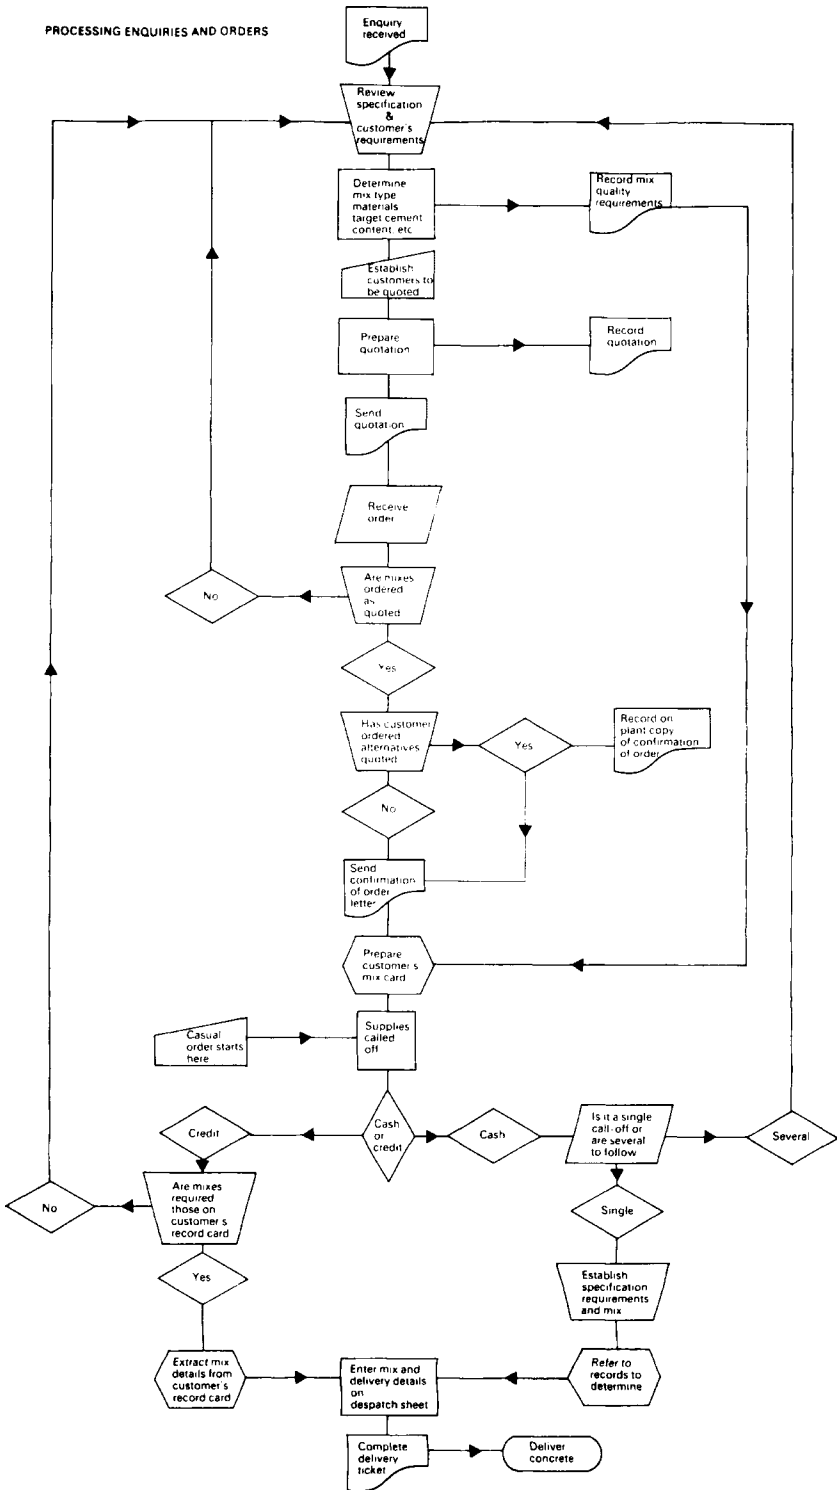 PROCESSING ENQUIRIES AND ORDERS
Enquiry
received
Review
specification
&
customer's
requirements
Determine
mix type
materials
target cement
content, etc
Record mix
quality
requirements
Establish
customers to
be quoted
Prepare
quotation
Record
quotation
Send
quotation
Receive
order
Are mixes
ordered
as
quoted
No
Yes
Has customer
ordered
alternatives
quoted
Yes
Record on
plant copy
of confirmation
of order
No
Send
confirmation
of order
letter
Prepare
customer's
mix card
Casual
order starts
here
Supplies
called
off
Cash
or
credit
Credit
Cash
Is it a single
call-off or
are several
to follow
Several
Are mixes
required
those on
customer's
record card
No
Single
Yes
Establish
specification
requirements
and mix
Extract mix
details from
customer's
record card
Enter mix and
delivery details
on
despatch sheet
Refer to
records to
determine
Complete
delivery
ticket
Deliver
concrete